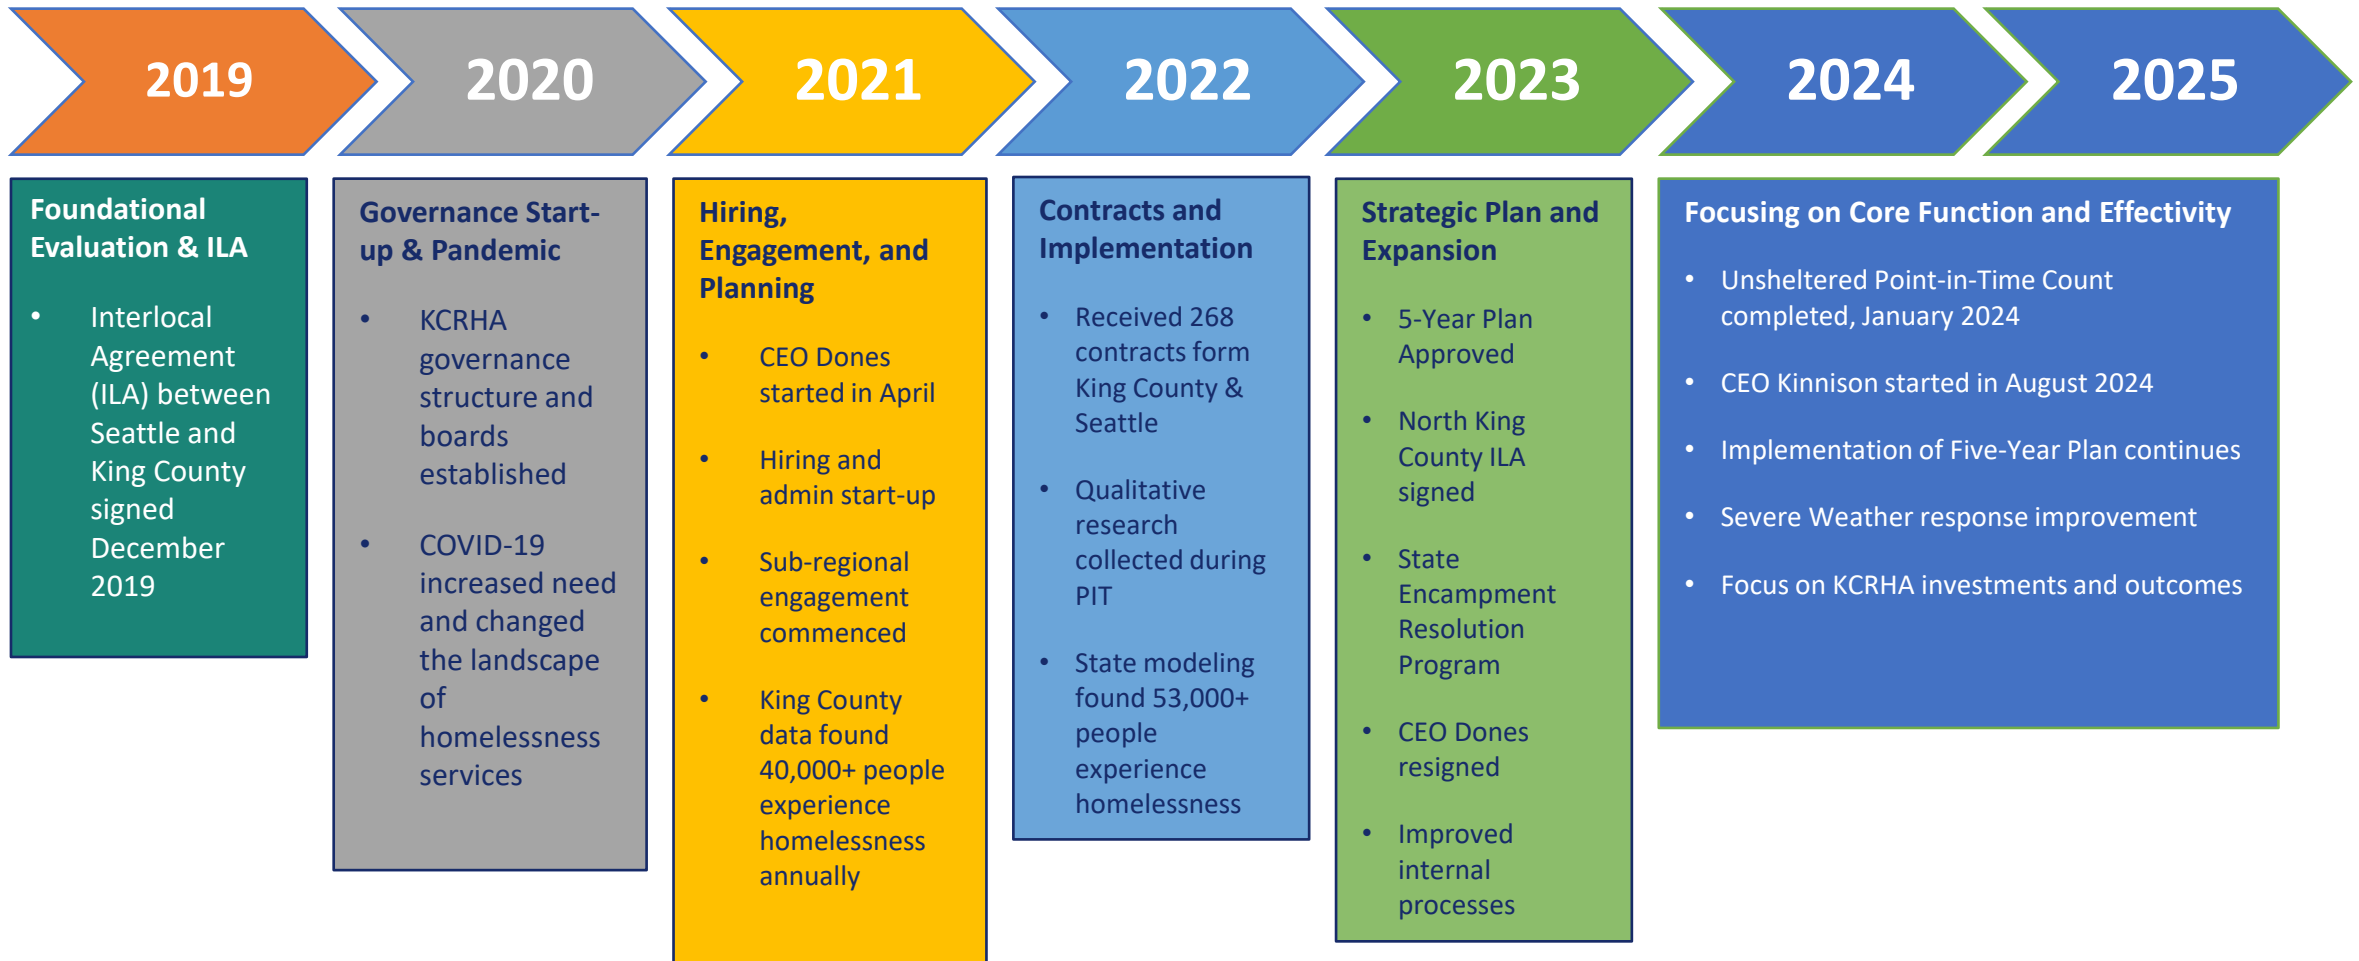 2019
2020
2021
2022
2023
2024
2025
Foundational
Evaluation & ILA
• Interlocal
Agreement
(ILA) between
Seattle and
King County
signed
December
2019
Governance Start-
up & Pandemic
• KCRHA
governance
structure and
boards
established
• COVID-19
increased need
and changed
the landscape
of
homelessness
services
Hiring,
Engagement, and
Planning
• CEO Dones
started in April
• Hiring and
admin start-up
• Sub-regional
engagement
commenced
• King County
data found
40,000+ people
experience
homelessness
annually
Contracts and
Implementation
• Received 268
contracts form
King County &
Seattle
• Qualitative
research
collected during
PIT
• State modeling
found 53,000+
people
experience
homelessness
Strategic Plan and
Expansion
• 5-Year Plan
Approved
• North King
County ILA
signed
• State
Encampment
Resolution
Program
• CEO Dones
resigned
• Improved
internal
processes
Focusing on Core Function and Effectivity
• Unsheltered Point-in-Time Count
completed, January 2024
• CEO Kinnison started in August 2024
• Implementation of Five-Year Plan continues
• Severe Weather response improvement
• Focus on KCRHA investments and outcomes